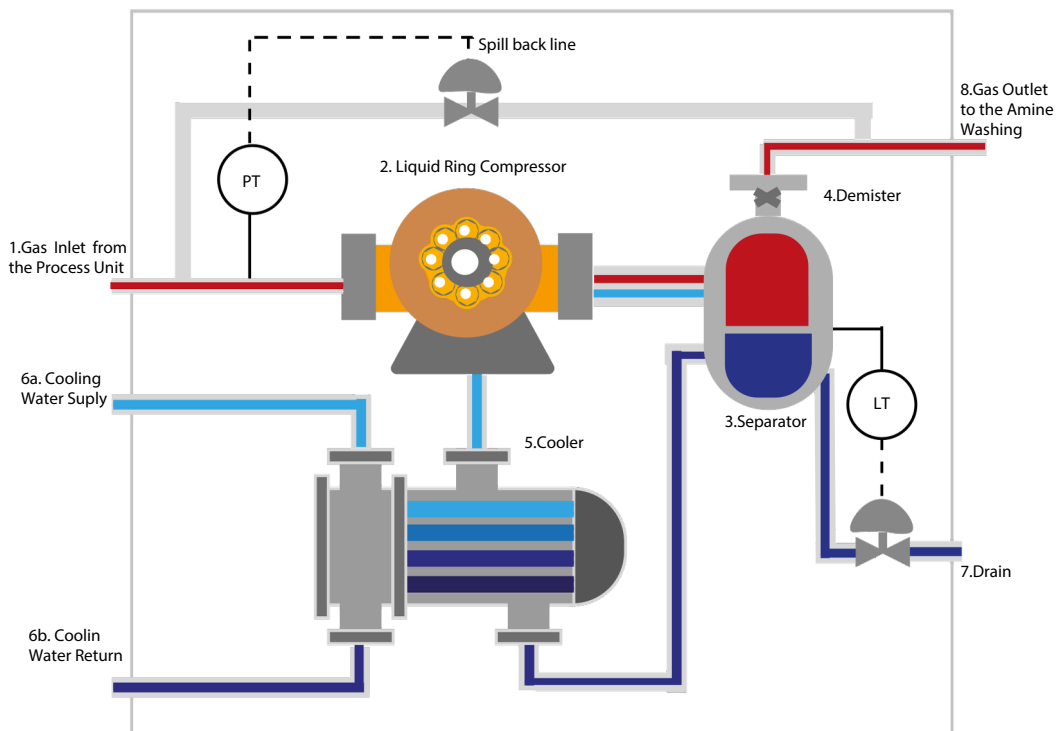 Spill back line
8.Gas Outlet
to the Amine
Washing
PT
2. Liquid Ring Compressor
4.Demister
1.Gas Inlet from
the Process Unit
6a. Cooling
Water Suply
3.Separator
LT
5.Cooler
7.Drain
6b. Coolin
Water Return